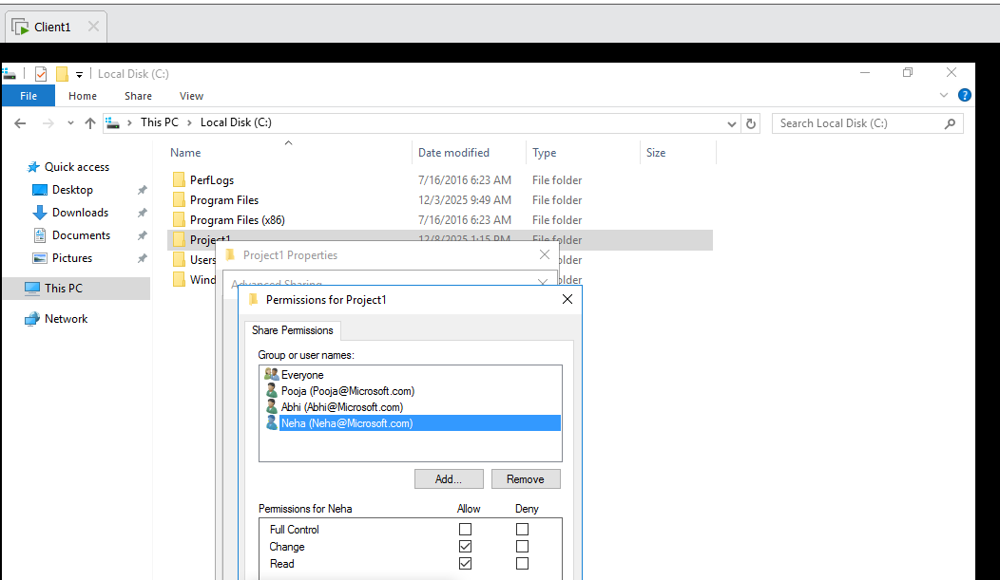 Client1
Local Disk (C:)
File Home Share View
This PC > Local Disk (C:)
Search Local Disk (C:)
Name Date modified Type Size
Quick access
Desktop
Downloads
Documents
Pictures
This PC
Network
PerfLogs 7/16/2016 6:23 AM File folder
Program Files 12/3/2025 9:49 AM File folder
Program Files (x86) 7/16/2016 6:23 AM File folder
Project1 12/8/2025 1:15 PM File folder
Users older
Wind older
Project1 Properties
Advanced Sharing
Permissions for Project1
Share Permissions
Group or user names:
Everyone
Pooja (Pooja@Microsoft.com)
Abhi (Abhi@Microsoft.com)
Neha (Neha@Microsoft.com)
Add... Remove
Permissions for Neha Allow Deny
Full Control
Change
Read